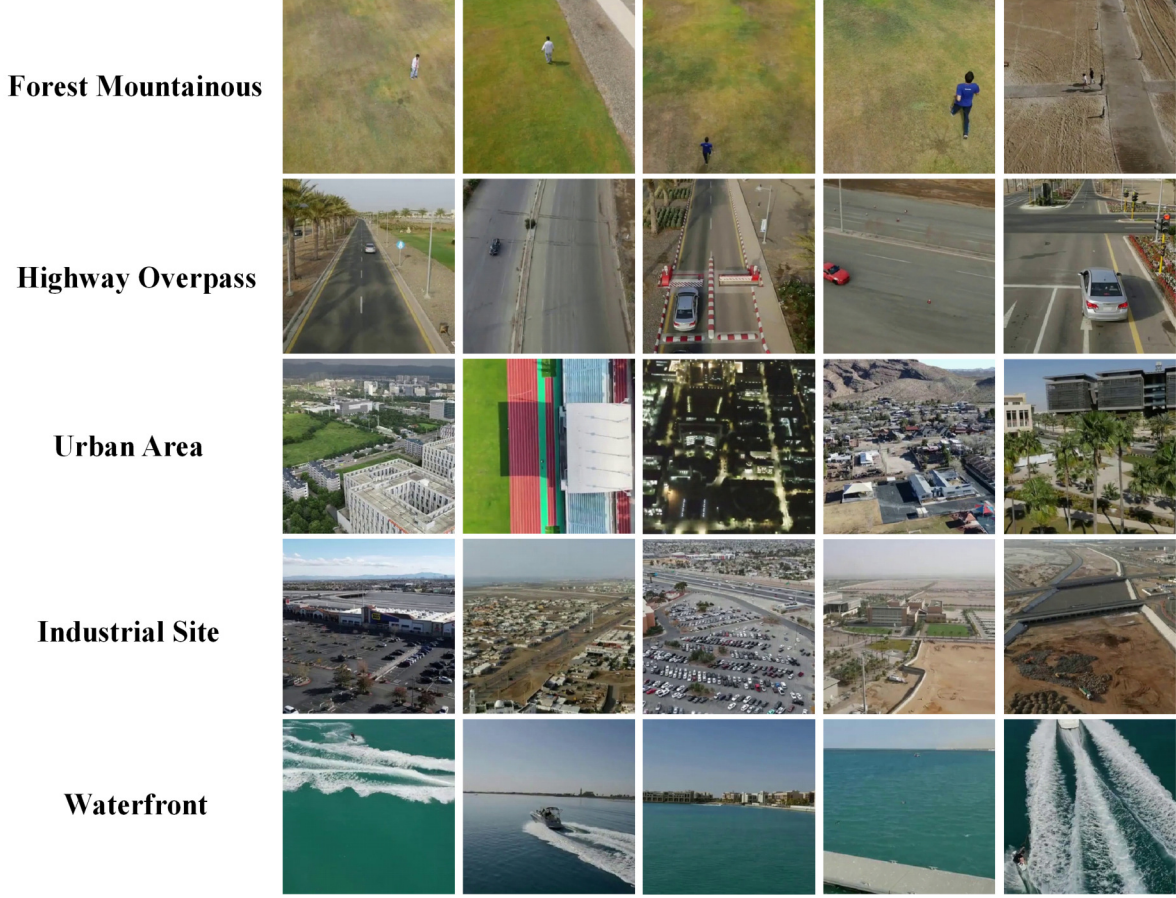 Forest Mountainous
Highway Overpass
Urban Area
Industrial Site
Waterfront